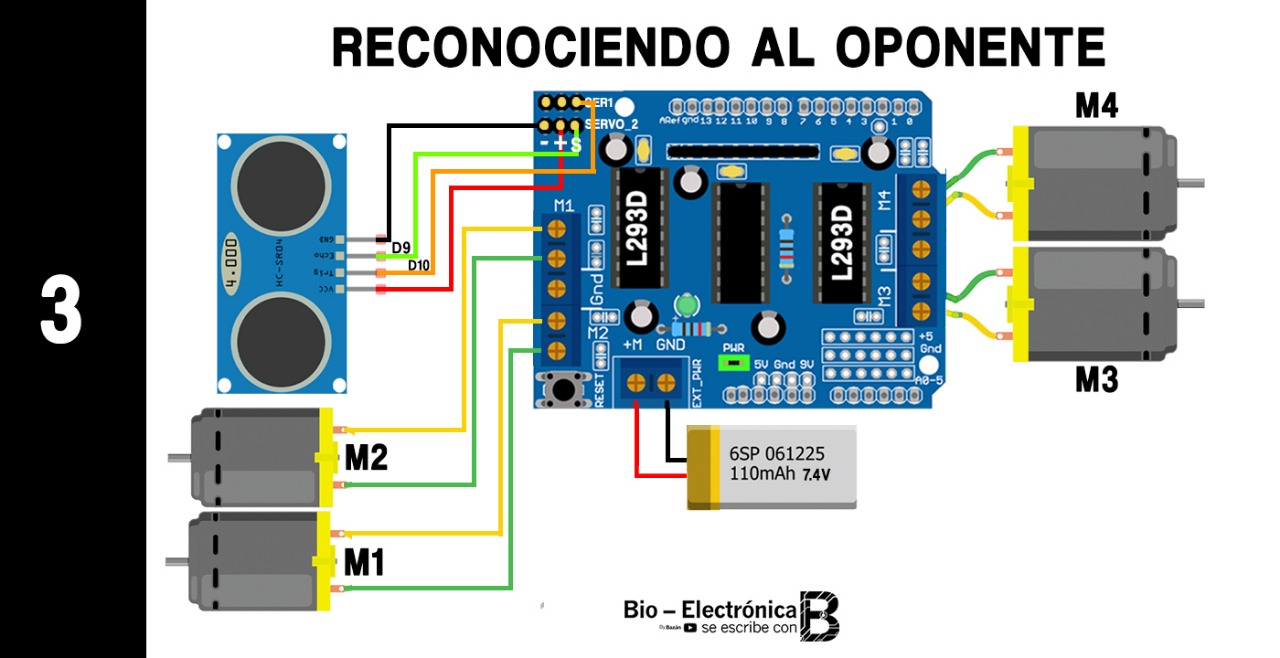 RECONOCIENDO AL OPONENTE
3
SER1
SERVO_2
- + S
ARef gnd 13 12 11 10 9 8 7 6 5 4 3 1 0
M4
M1
L293D
L293D
M4
GND
Echo
Trig
VCC
4.000
HC-SR04
D9
D10
Gnd
M3
M2
+M GND
PWR
+5
Gnd
A0-5
5V Gnd 9V
RESET
EXT_PWR
M3
M2
6SP 061225
110mAh 7.4V
M1
Bio – Electrónica
By Bazán se escribe con B